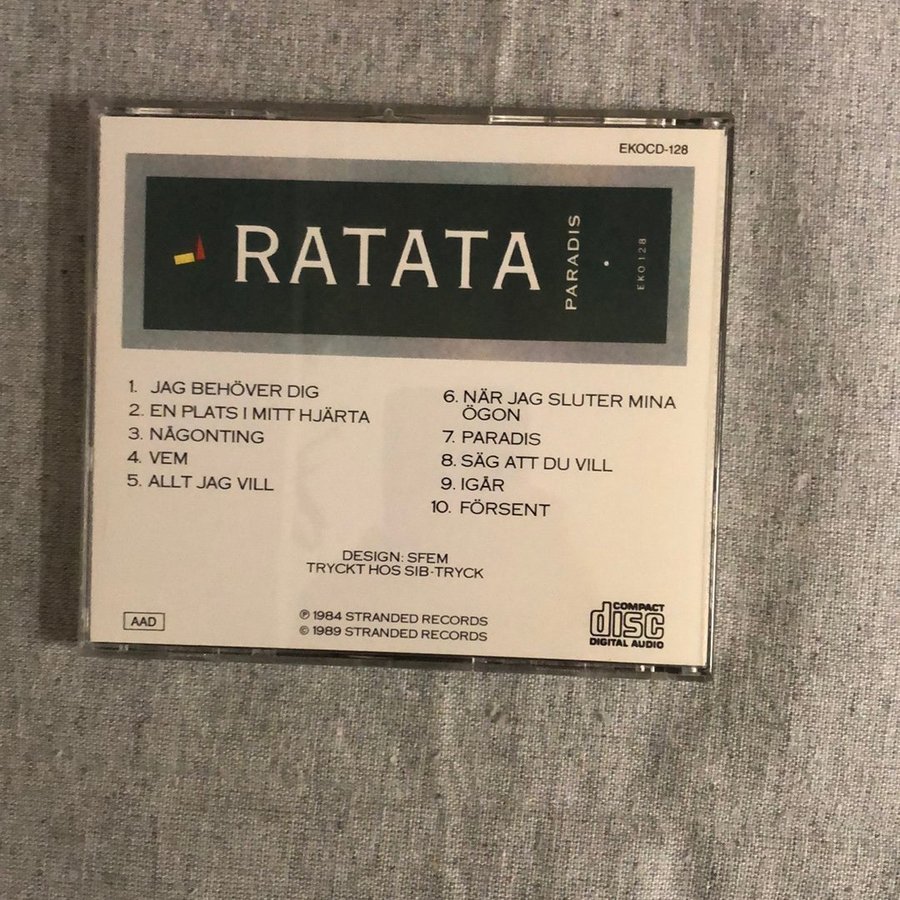 EKOCD-128
RATATA
PARADIS
•
EKO 128
1. JAG BEHÖVER DIG
2. EN PLATS I MITT HJÄRTA
3. NÅGONTING
4. VEM
5. ALLT JAG VILL
6. NÄR JAG SLUTER MINA
ÖGON
7. PARADIS
8. SÄG ATT DU VILL
9. IGÅR
10. FÖRSENT
DESIGN: SFEM
TRYCKT HOS SIB-TRYCK
AAD
℗ 1984 STRANDED RECORDS
© 1989 STRANDED RECORDS
COMPACT
disc
DIGITAL AUDIO